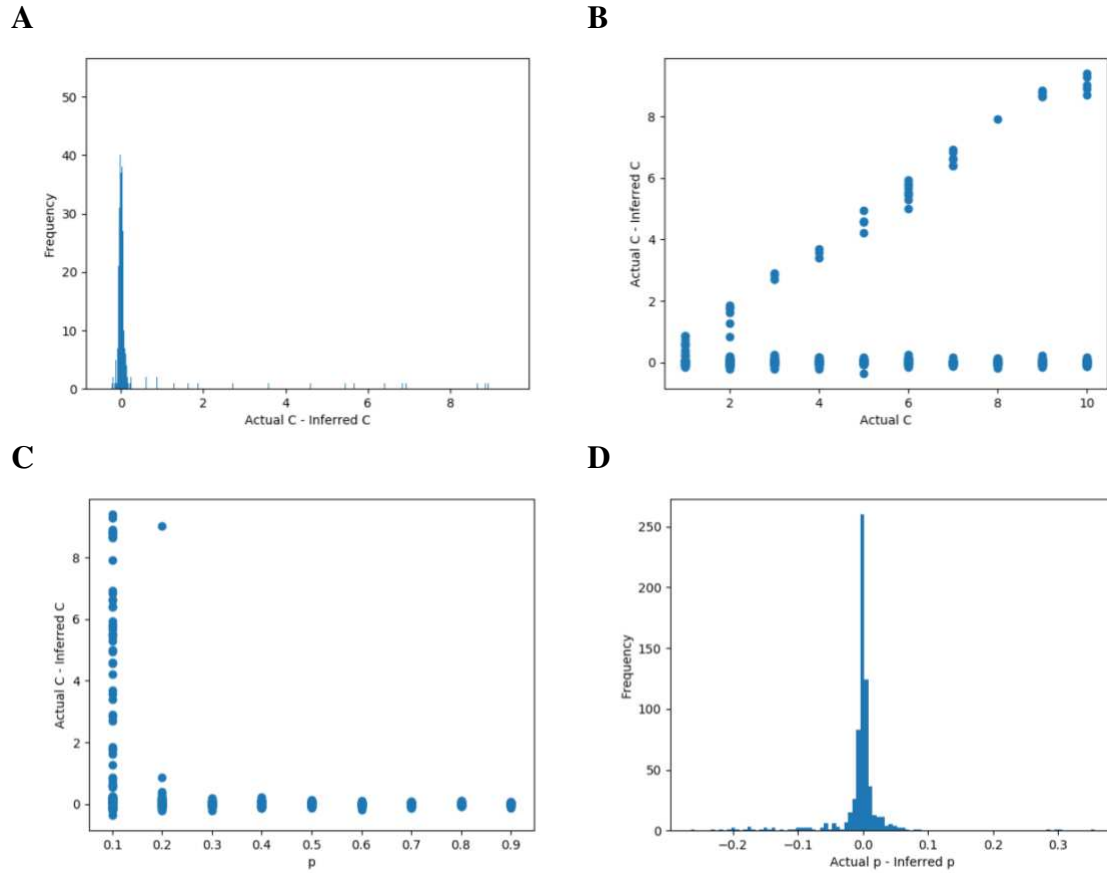 A
50
40
30
20
10
0
Frequency
0 2 4 6 8
Actual C - Inferred C
B
8
6
4
2
0
Actual C - Inferred C
2 4 6 8 10
Actual C
C
8
6
4
2
0
Actual C - Inferred C
0.1 0.2 0.3 0.4 0.5 0.6 0.7 0.8 0.9
p
D
250
200
150
100
50
0
Frequency
−0.2 −0.1 0.0 0.1 0.2 0.3
Actual p - Inferred p